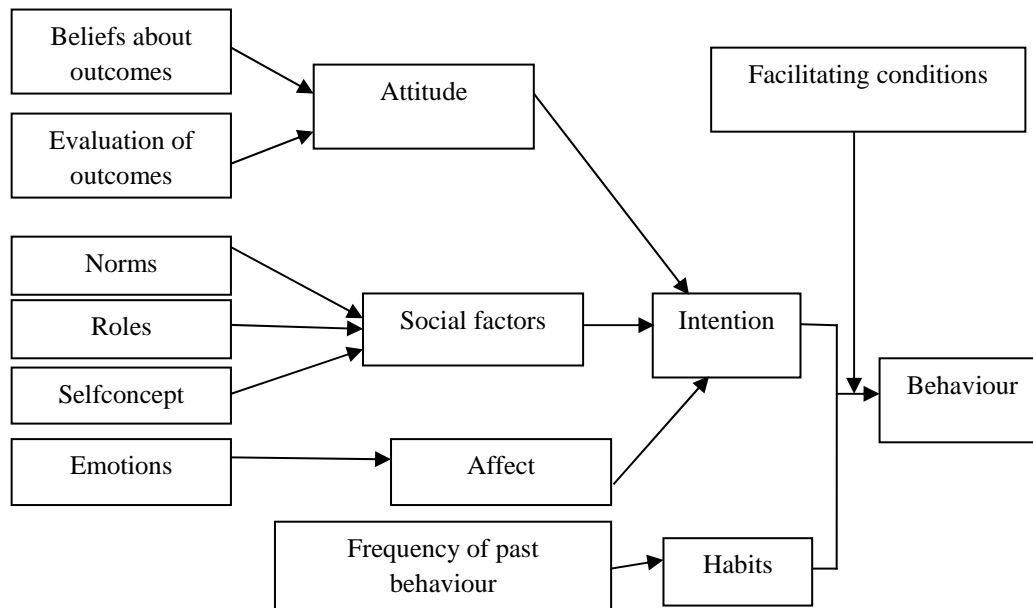 Beliefs about
outcomes
Evaluation of
outcomes
Attitude
Facilitating conditions
Norms
Roles
Selfconcept
Social factors
Intention
Behaviour
Emotions
Affect
Frequency of past
behaviour
Habits